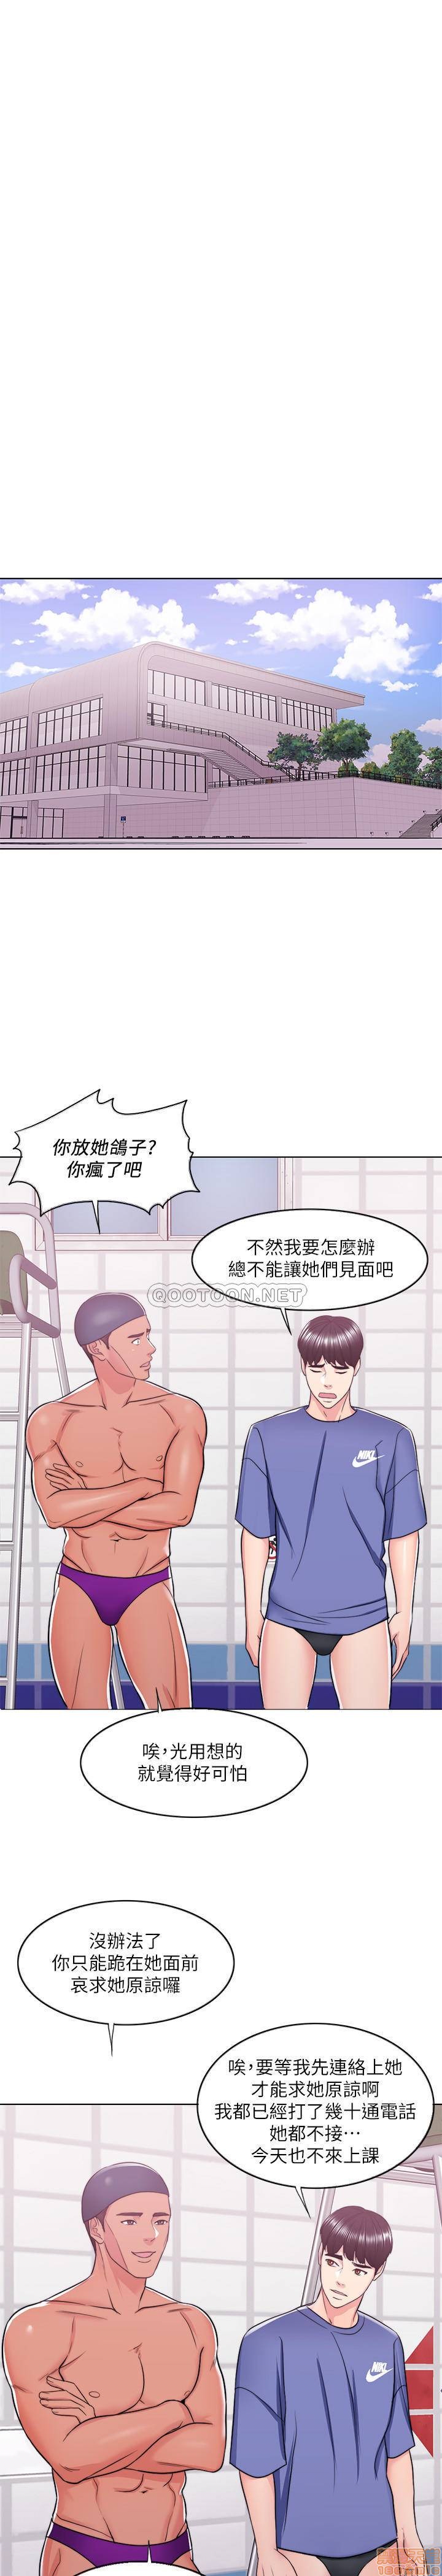 你放她鴿子?
你瘋了吧
不然我要怎麼辦
總不能讓她們見面吧
QOOTOON.NET
NIKL
唉,光用想的
就覺得好可怕
沒辦法了
你只能跪在她面前
哀求她原諒囉
唉,要等我先連絡上她
才能求她原諒啊
我都已經打了幾十通電話
她都不接⋯
今天也不來上課
NIKL